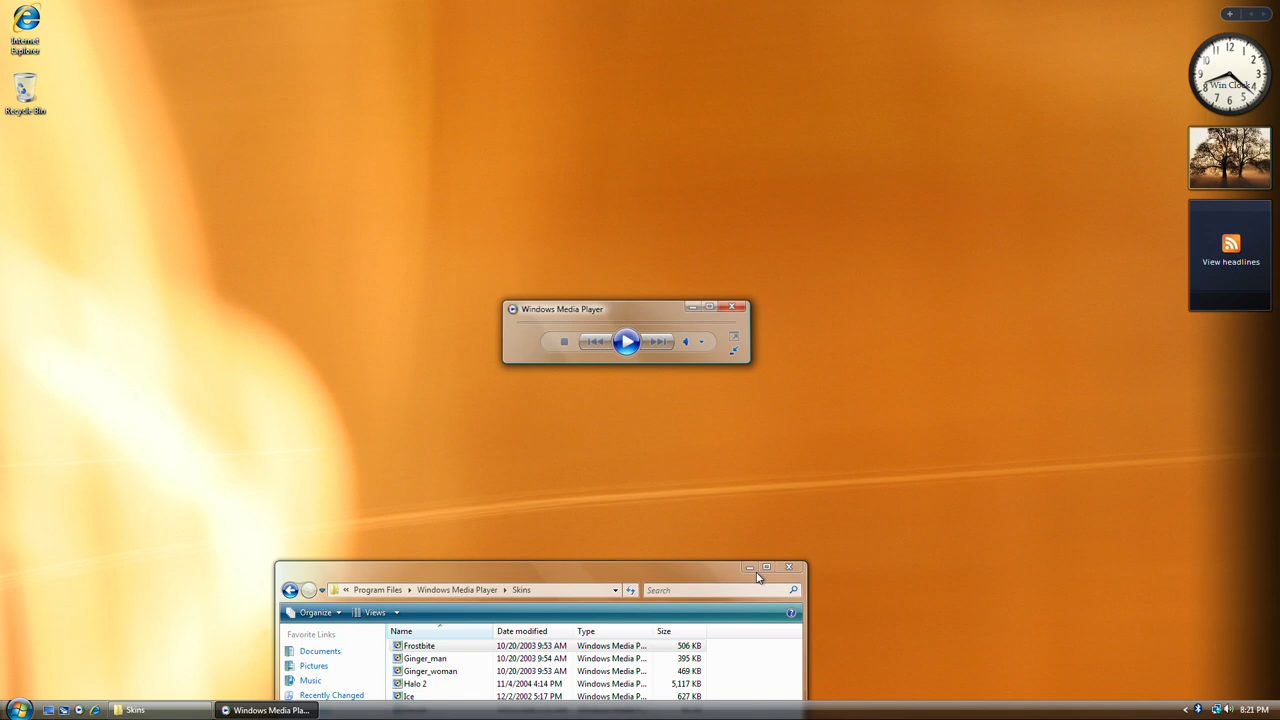 Internet
Explorer
Recycle Bin
12
Win Clock
View headlines
Windows Media Player
Program Files
Windows Media Player
Skins
Search
Organize
Views
Favorite Links
Documents
Pictures
Music
Recently Changed
Name Date modified Type Size
Frostbite 10/20/2003 9:53 AM Windows Media P... 506 KB
Ginger_man 10/20/2003 9:54 AM Windows Media P... 395 KB
Ginger_woman 10/20/2003 9:53 AM Windows Media P... 469 KB
Halo 2 11/4/2004 4:14 PM Windows Media P... 5,117 KB
Ice 12/2/2002 5:17 PM Windows Media P... 627 KB
Skins
Windows Media Pla...
8:21 PM